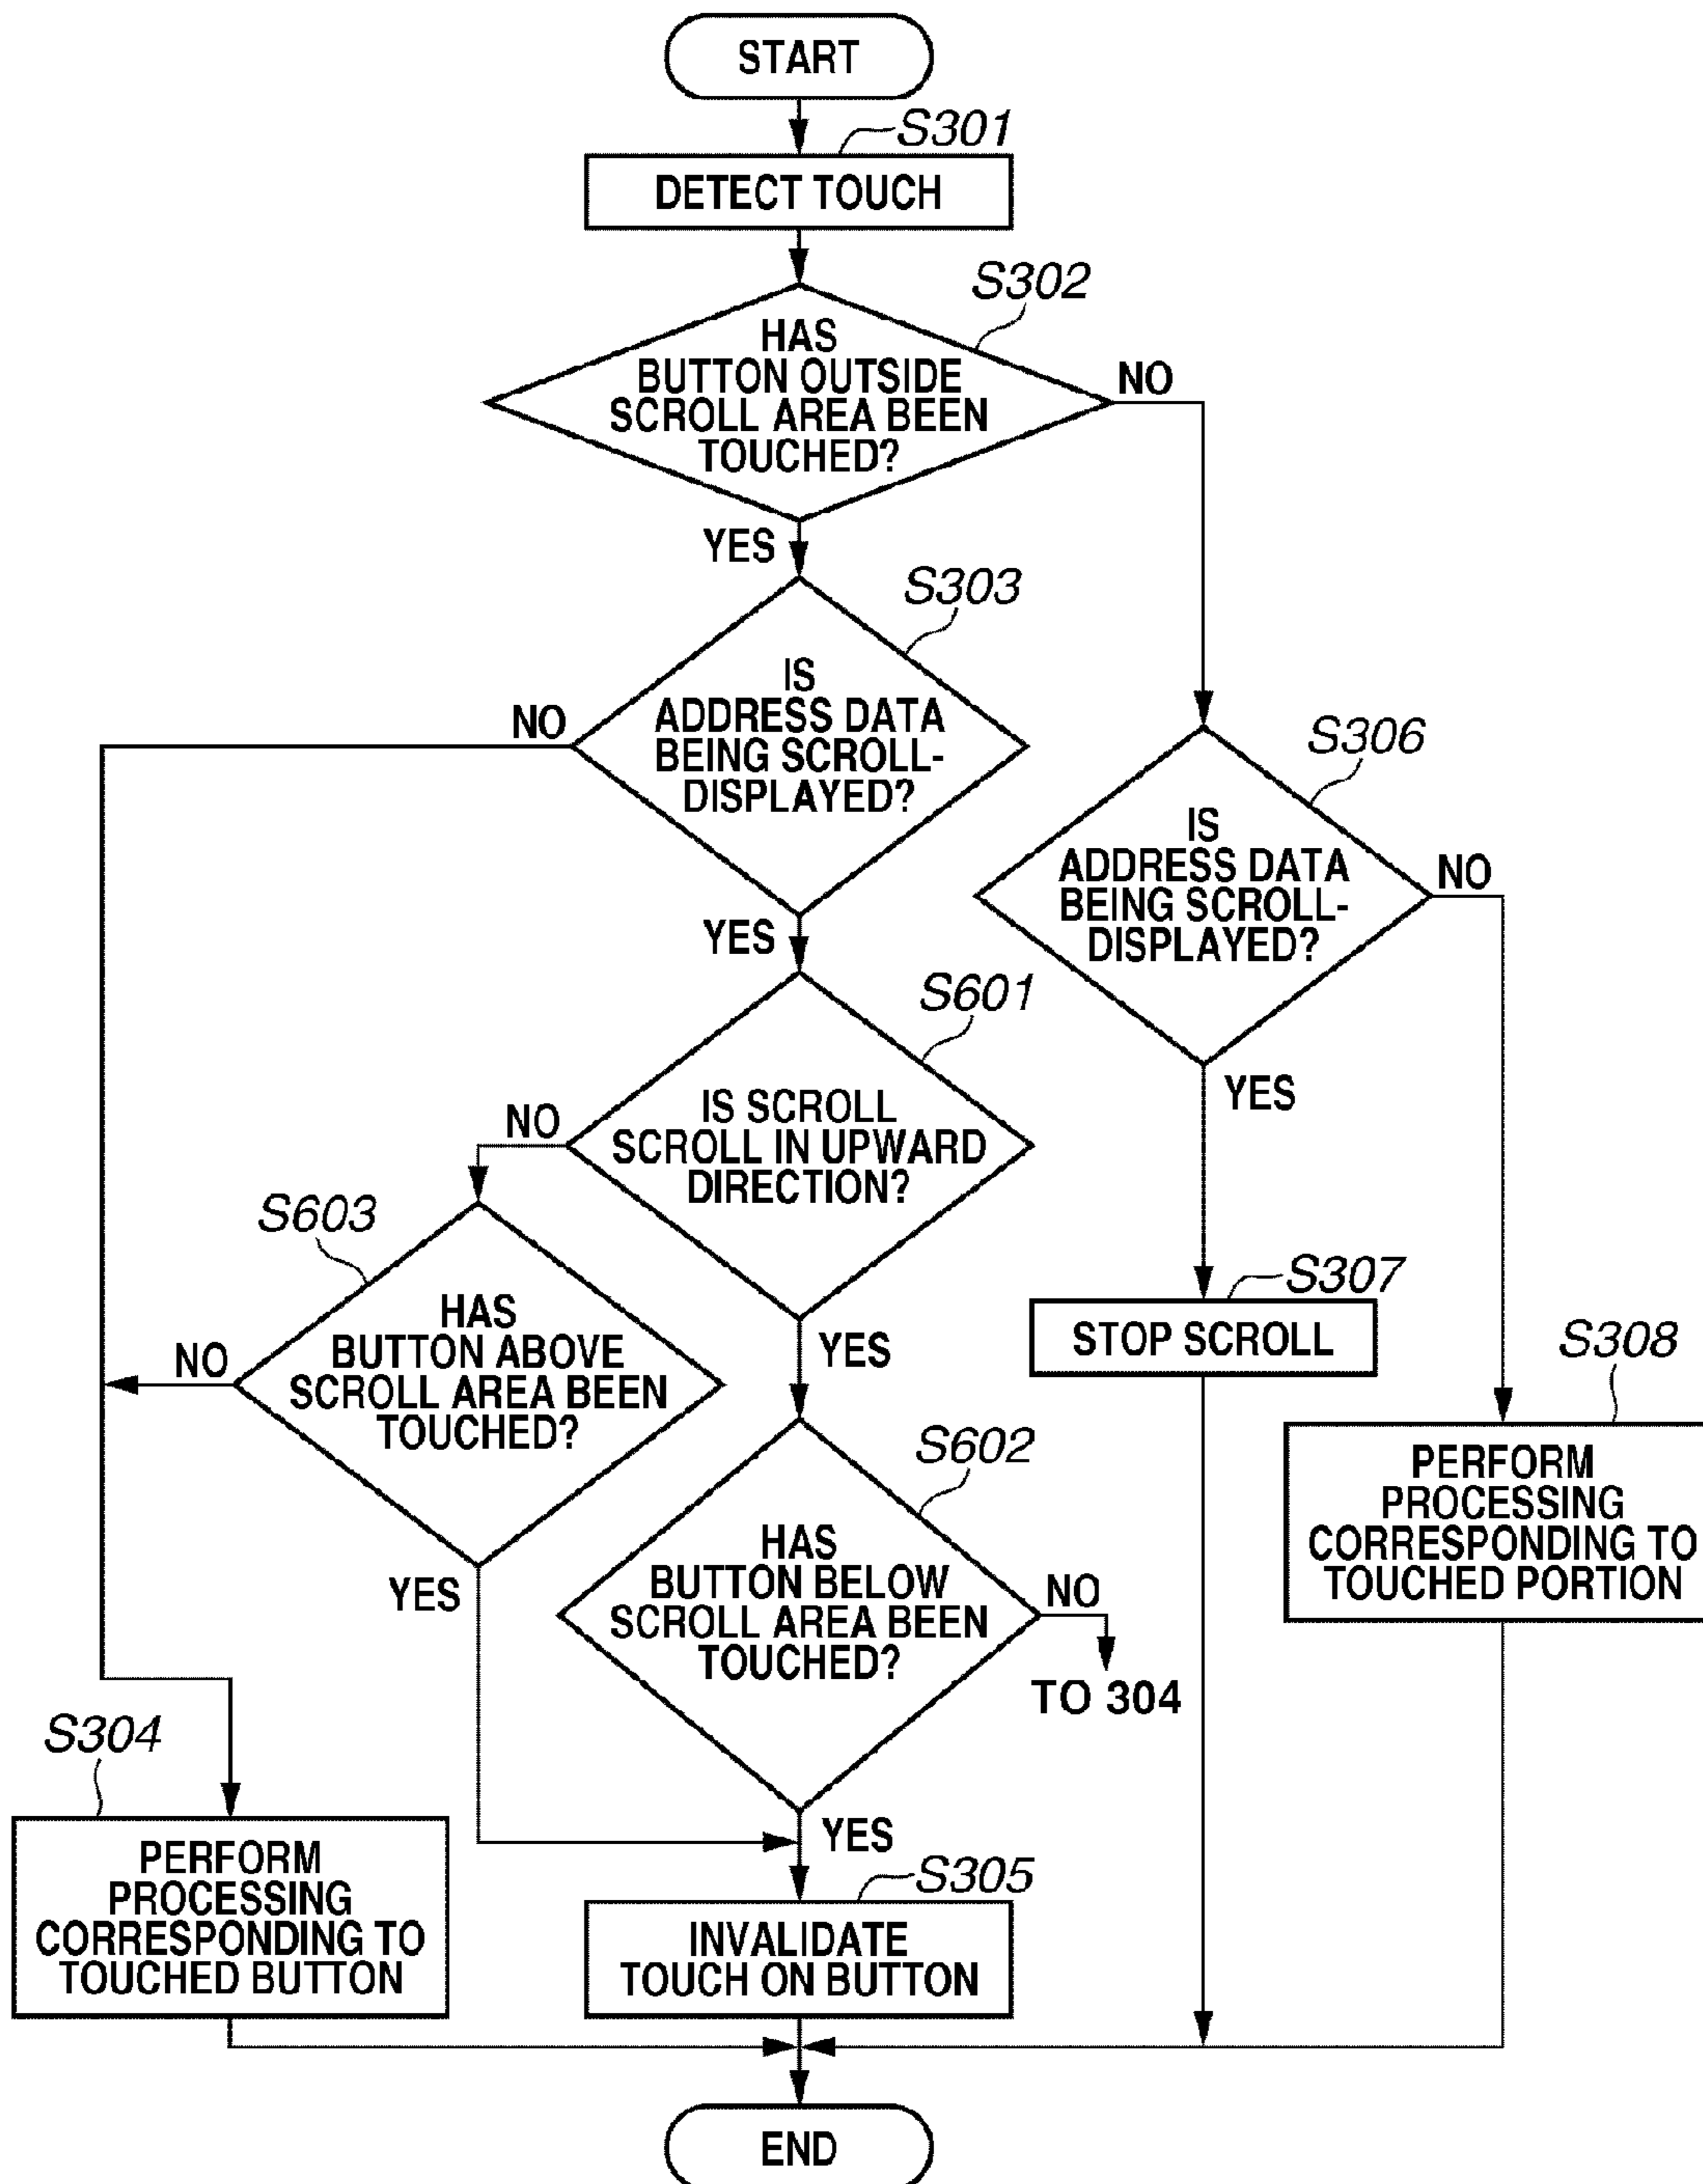 START
S301
DETECT TOUCH
S302
HAS
BUTTON OUTSIDE
SCROLL AREA BEEN
TOUCHED?
NO
YES
S303
IS
ADDRESS DATA
BEING SCROLL-
DISPLAYED?
NO
YES
S306
IS
ADDRESS DATA
BEING SCROLL-
DISPLAYED?
NO
YES
S601
IS SCROLL
SCROLL IN UPWARD
DIRECTION?
NO
YES
S603
HAS
BUTTON ABOVE
SCROLL AREA BEEN
TOUCHED?
NO
YES
S307
STOP SCROLL
S308
PERFORM
PROCESSING
CORRESPONDING TO
TOUCHED PORTION
S602
HAS
BUTTON BELOW
SCROLL AREA BEEN
TOUCHED?
NO
TO 304
YES
S304
PERFORM
PROCESSING
CORRESPONDING TO
TOUCHED BUTTON
S305
INVALIDATE
TOUCH ON BUTTON
END